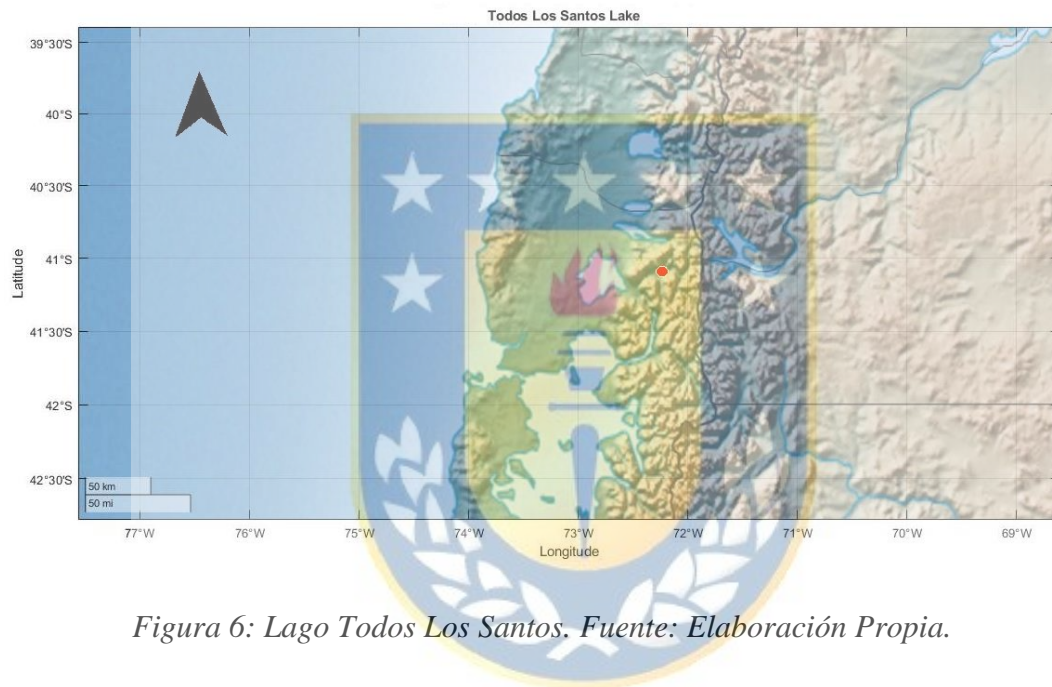 Todos Los Santos Lake
39°30'S
40°S
40°30'S
41°S
41°30'S
42°S
42°30'S
Latitude
50 km
50 mi
77°W
76°W
75°W
74°W
73°W
72°W
71°W
70°W
69°W
Longitude
Figura 6: Lago Todos Los Santos. Fuente: Elaboración Propia.